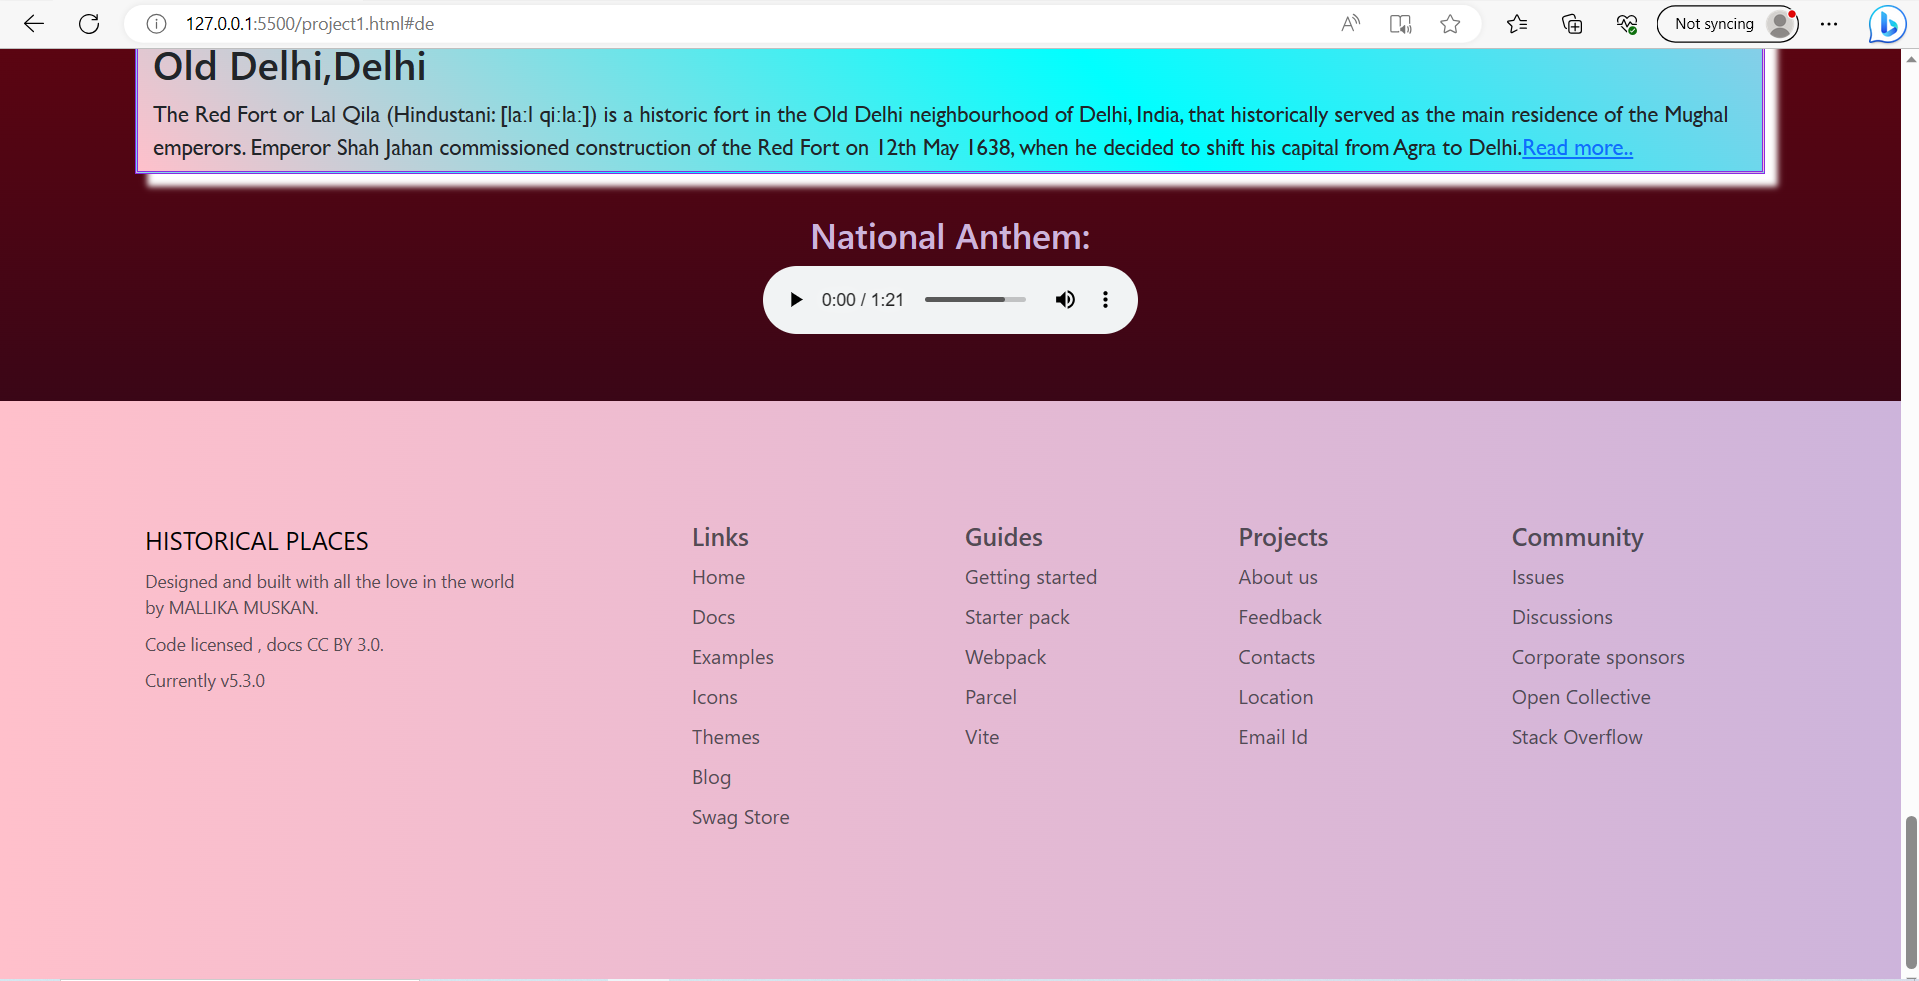 127.0.0.1:5500/project1.html#de
Not syncing
Old Delhi,Delhi
The Red Fort or Lal Qila (Hindustani: [laːl qiːlaː]) is a historic fort in the Old Delhi neighbourhood of Delhi, India, that historically served as the main residence of the Mughal
emperors. Emperor Shah Jahan commissioned construction of the Red Fort on 12th May 1638, when he decided to shift his capital from Agra to Delhi.Read more..
National Anthem:
0:00 / 1:21
HISTORICAL PLACES
Designed and built with all the love in the world
by MALLIKA MUSKAN.
Code licensed , docs CC BY 3.0.
Currently v5.3.0
Links
Home
Docs
Examples
Icons
Themes
Blog
Swag Store
Guides
Getting started
Starter pack
Webpack
Parcel
Vite
Projects
About us
Feedback
Contacts
Location
Email Id
Community
Issues
Discussions
Corporate sponsors
Open Collective
Stack Overflow